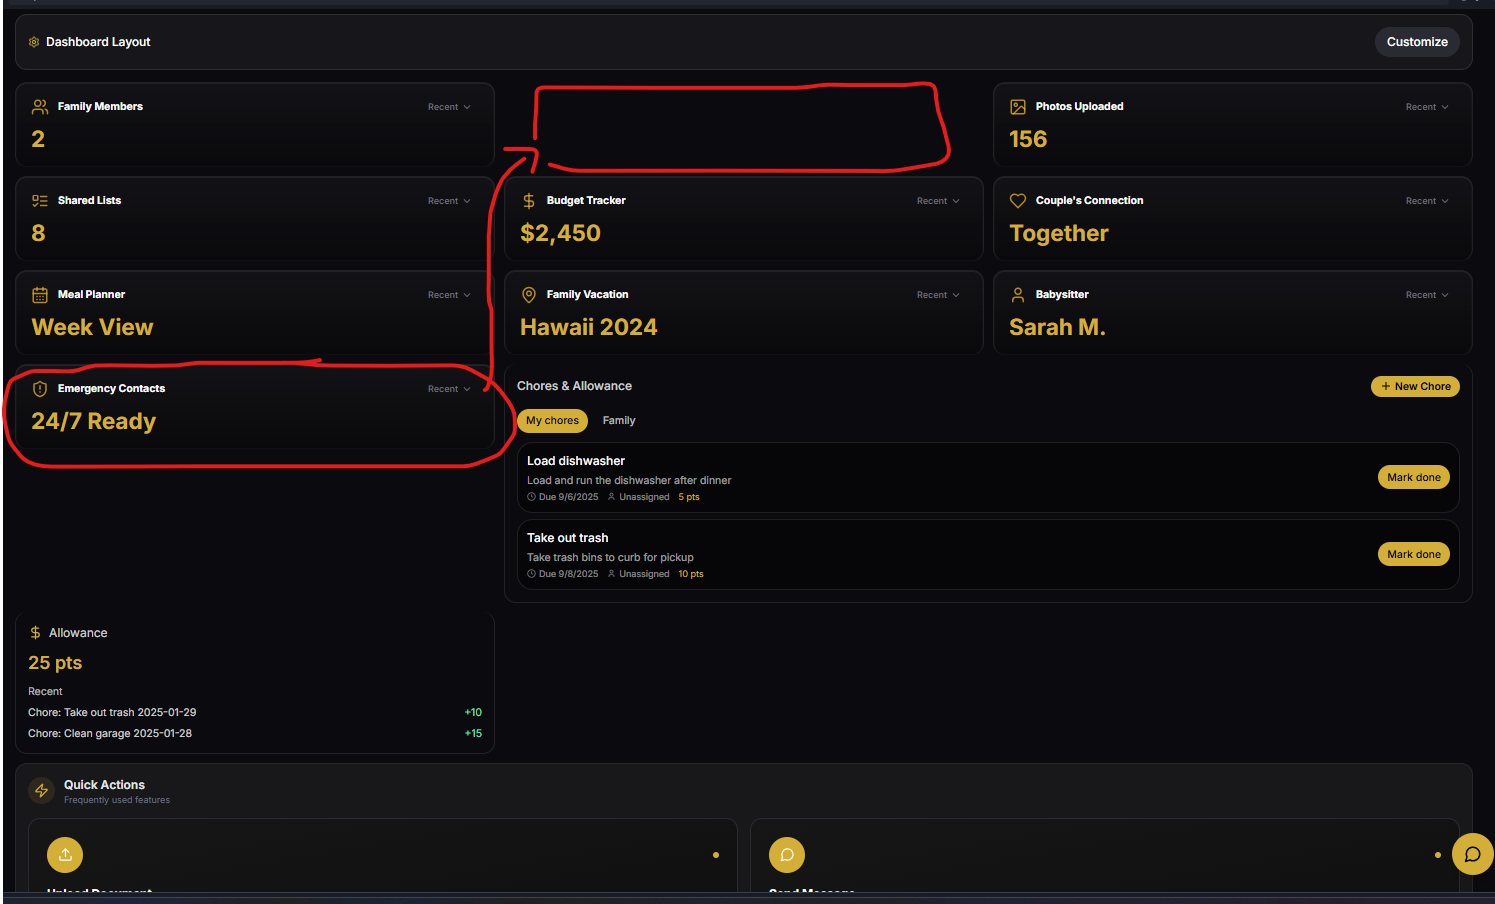 Dashboard Layout
Customize
Family Members
Recent
2
Photos Uploaded
Recent
156
Shared Lists
Recent
8
Budget Tracker
Recent
$2,450
Couple's Connection
Recent
Together
Meal Planner
Recent
Week View
Family Vacation
Recent
Hawaii 2024
Babysitter
Recent
Sarah M.
Emergency Contacts
Recent
24/7 Ready
Chores & Allowance
+ New Chore
My chores
Family
Load dishwasher
Load and run the dishwasher after dinner
Due 9/6/2025 Unassigned 5 pts
Mark done
Take out trash
Take trash bins to curb for pickup
Due 9/8/2025 Unassigned 10 pts
Mark done
Allowance
25 pts
Recent
Chore: Take out trash 2025-01-29 +10
Chore: Clean garage 2025-01-28 +15
Quick Actions
Frequently used features
Upload Document
Send Message